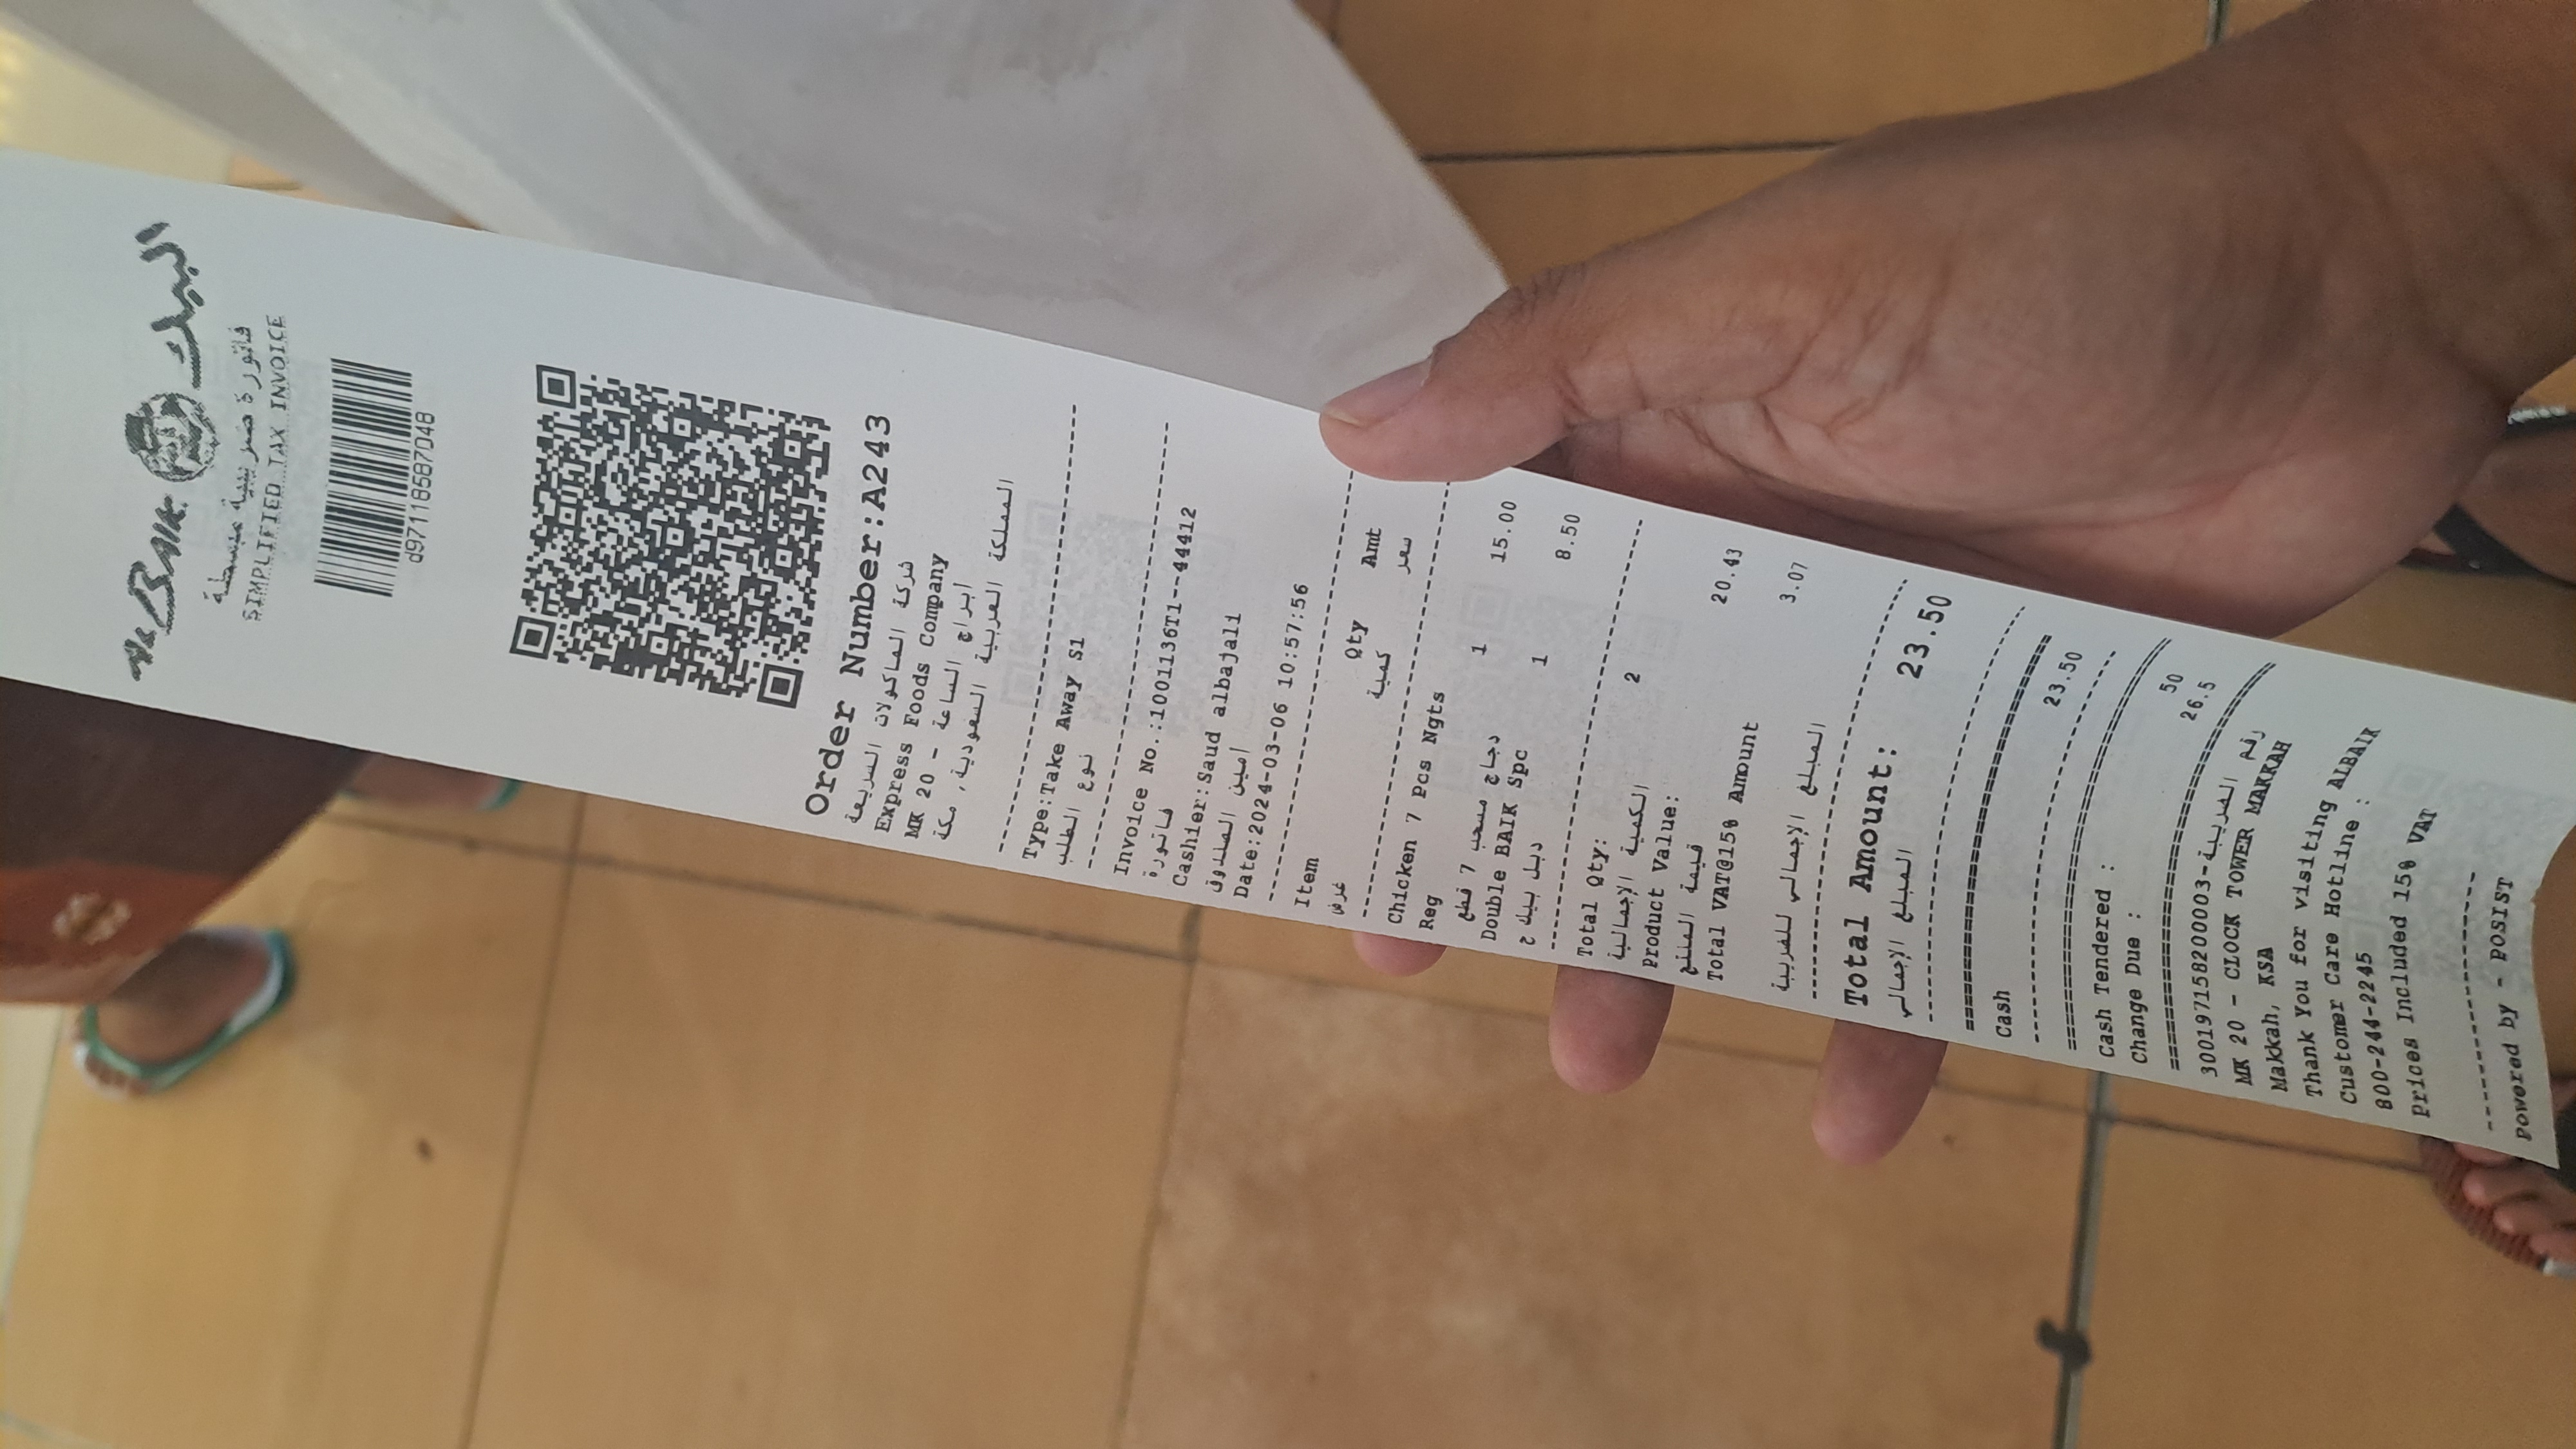 ALBAIK البيك
فاتورة ضريبية مبسطة
SIMPLIFIED TAX INVOICE
d97118587048
Order Number:A243
شركة الماكولات السريعة
Express Foods Company
MK 20 - أبراج الساعة
المملكة العربية السعودية, مكة
Type:Take Away S1
نوع الطلب
Invoice No.:1001136T1--44412
فاتورة
Cashier:Saud albajali
أمين الصندوق
Date:2024-03-06 10:57:56
Item Qty Amt
غرض كمية سعر
Chicken 7 Pcs Ngts
Reg 1 15.00
دجاج مسحب 7 قطع
Double BAIK Spc 1 8.50
دبل بيك ح
Total Qty: 2
الكمية الإجمالية
Product Value: 20.43
قيمة المنتج
Total VAT@15% Amount 3.07
المبلغ الإجمالي للضريبة
Total Amount: 23.50
المبلغ الإجمالي
Cash 23.50
Cash Tendered : 50
Change Due : 26.5
300197158200003-رقم الضريبة
MK 20 - CLOCK TOWER MAKKAH
Makkah, KSA
Thank You for visiting ALBAIK
Customer Care Hotline :
800-244-2245
Prices Included 15% VAT
Powered by - POSIST